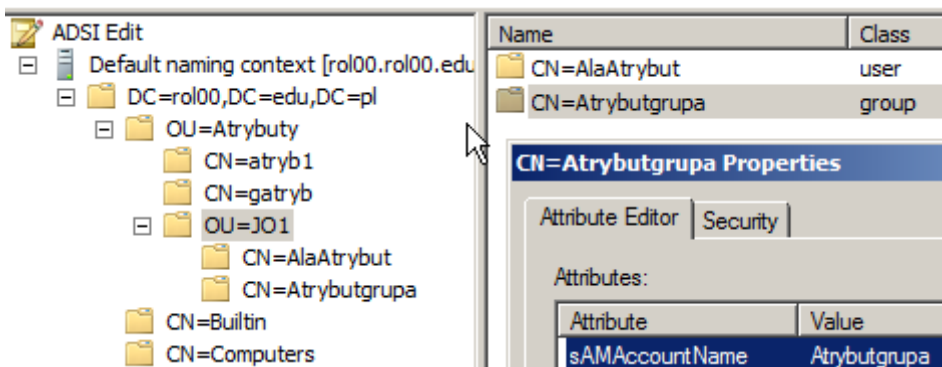 ADSI Edit
Default naming context [rol00.rol00.edu
DC=rol00,DC=edu,DC=pl
OU=Atrybuty
CN=atryb1
CN=gatryb
OU=JO1
CN=AlaAtrybut
CN=Atrybutgrupa
CN=Builtin
CN=Computers
Name Class
CN=AlaAtrybut user
CN=Atrybutgrupa group
CN=Atrybutgrupa Properties
Attribute Editor Security
Attributes:
Attribute Value
sAMAccountName Atrybutgrupa